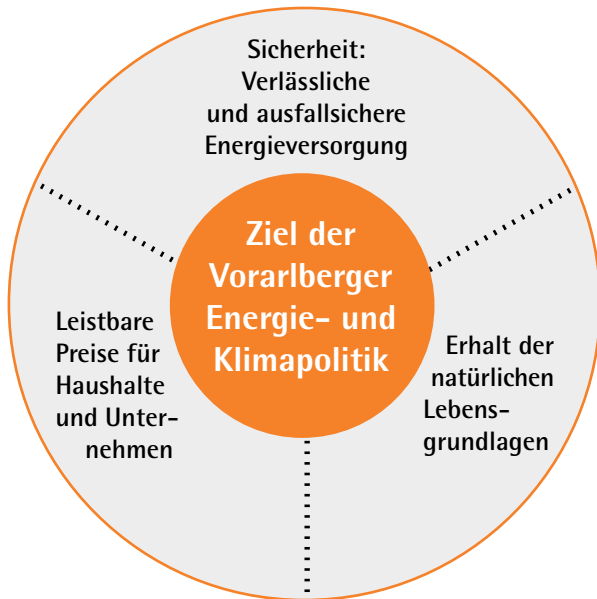 Sicherheit:
Verlässliche
und ausfallsichere
Energieversorgung
Ziel der
Vorarlberger
Energie- und
Klimapolitik
Leistbare
Preise für
Haushalte
und Unter-
nehmen
Erhalt der
natürlichen
Lebens-
grundlagen